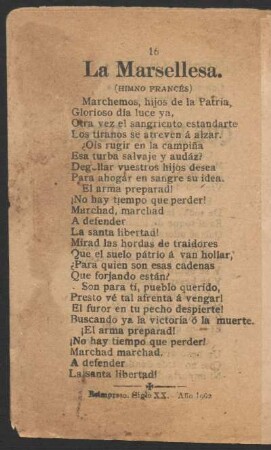 16
La Marsellesa.
(HIMNO FRANCÉS)
Marchemos, hijos de la Patria,
Glorioso día luce ya,
Otra vez el sangriento estandarte
Los tiranos se atreven á alzar.
¿Ois rugir en la campiña
Esa turba salvaje y audáz?
Degollar vuestros hijos desea
Para ahogar en sangre su idea.
El arma preparad!
¡No hay tiempo que perder!
Marchad, marchad
A defender
La santa libertad!
Mirad las hordas de traidores
Que el suelo pátrio á van hollar,
¿Para quien son esas cadenas
Que forjando están?
Son para tí, pueblo querido,
Presto vé tal afrenta á vengar!
El furor en tu pecho despierte!
Buscando ya la victoria ó la muerte.
¡El arma preparad!
¡No hay tiempo que perder!
Marchad marchad.
A defender
La santa libertad!
Siglo XX. Año